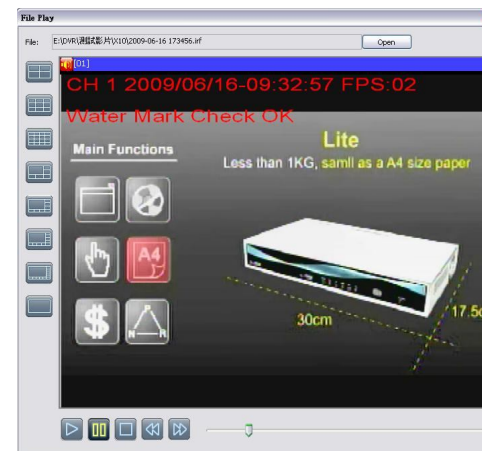 File Play
File: E:\DVR\測試影片\X10\2009-06-16 173456.irf Open
[01]
CH 1 2009/06/16-09:32:57 FPS:02
Water Mark Check OK
Lite
Main Functions
Less than 1KG, samll as a A4 size paper
A4
$
N R
30cm
17.5c